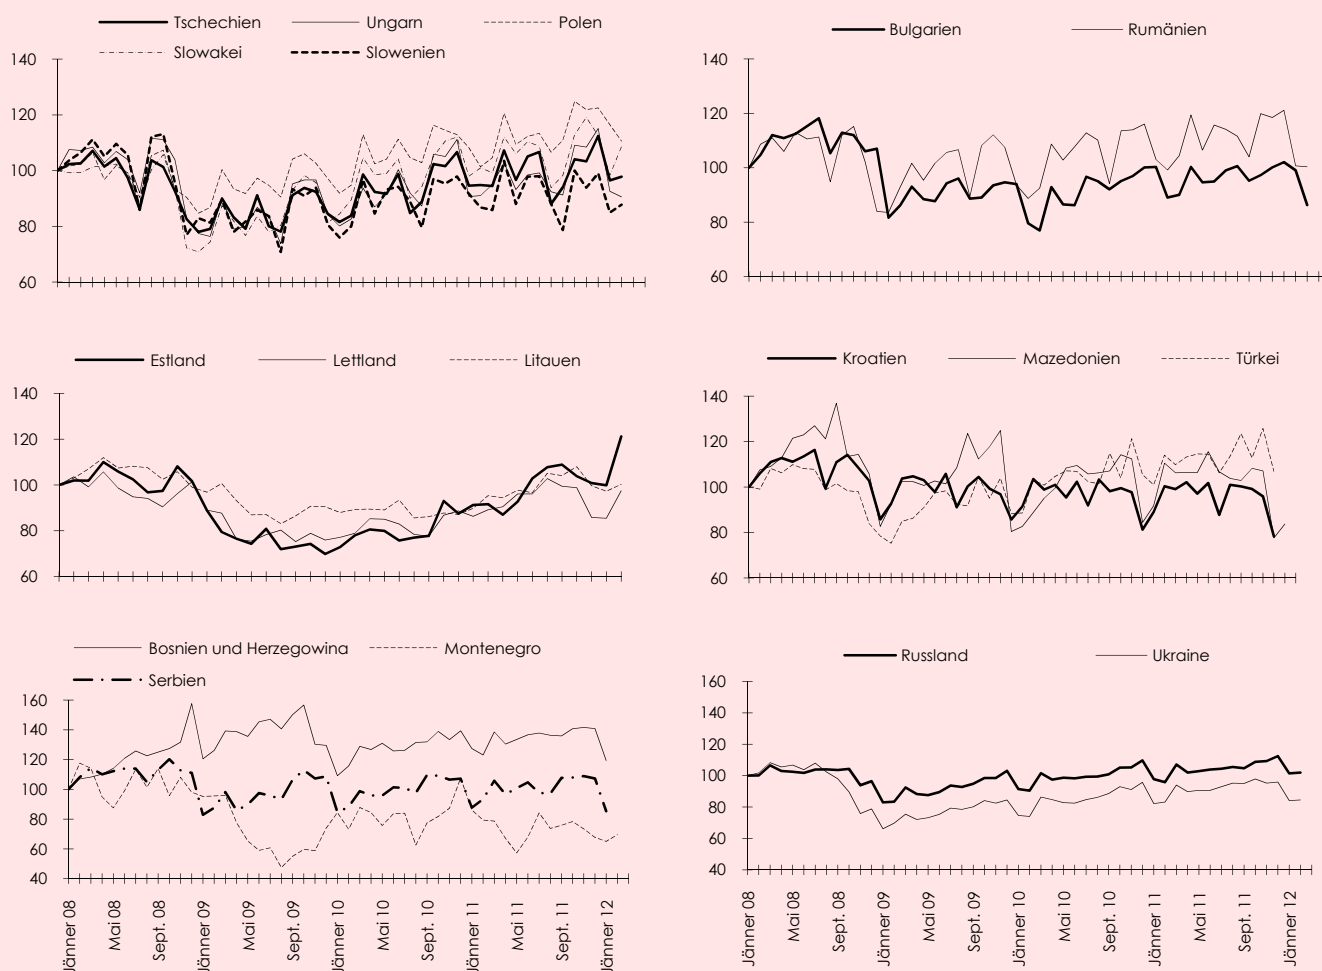 Tschechien Ungarn Polen
Slowakei Slowenien
140
120
100
80
60
Bulgarien Rumänien
140
120
100
80
60
Estland Lettland Litauen
140
120
100
80
60
Kroatien Mazedonien Türkei
140
120
100
80
60
Bosnien und Herzegowina Montenegro
Serbien
160
140
120
100
80
60
40
Jänner 08
Mai 08
Sept. 08
Jänner 09
Mai 09
Sept. 09
Jänner 10
Mai 10
Sept. 10
Jänner 11
Mai 11
Sept. 11
Jänner 12
Russland Ukraine
160
140
120
100
80
60
40
Jänner 08
Mai 08
Sept. 08
Jänner 09
Mai 09
Sept. 09
Jänner 10
Mai 10
Sept. 10
Jänner 11
Mai 11
Sept. 11
Jänner 12